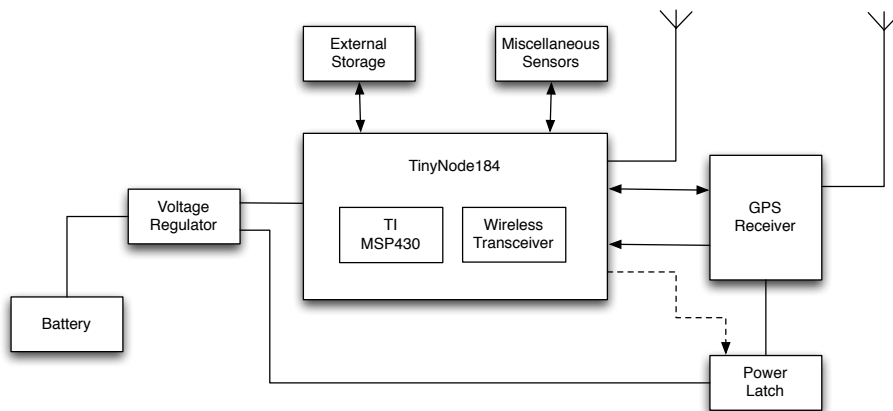 External
Storage
Miscellaneous
Sensors
TinyNode184
TI
MSP430
Wireless
Transceiver
Voltage
Regulator
GPS
Receiver
Battery
Power
Latch